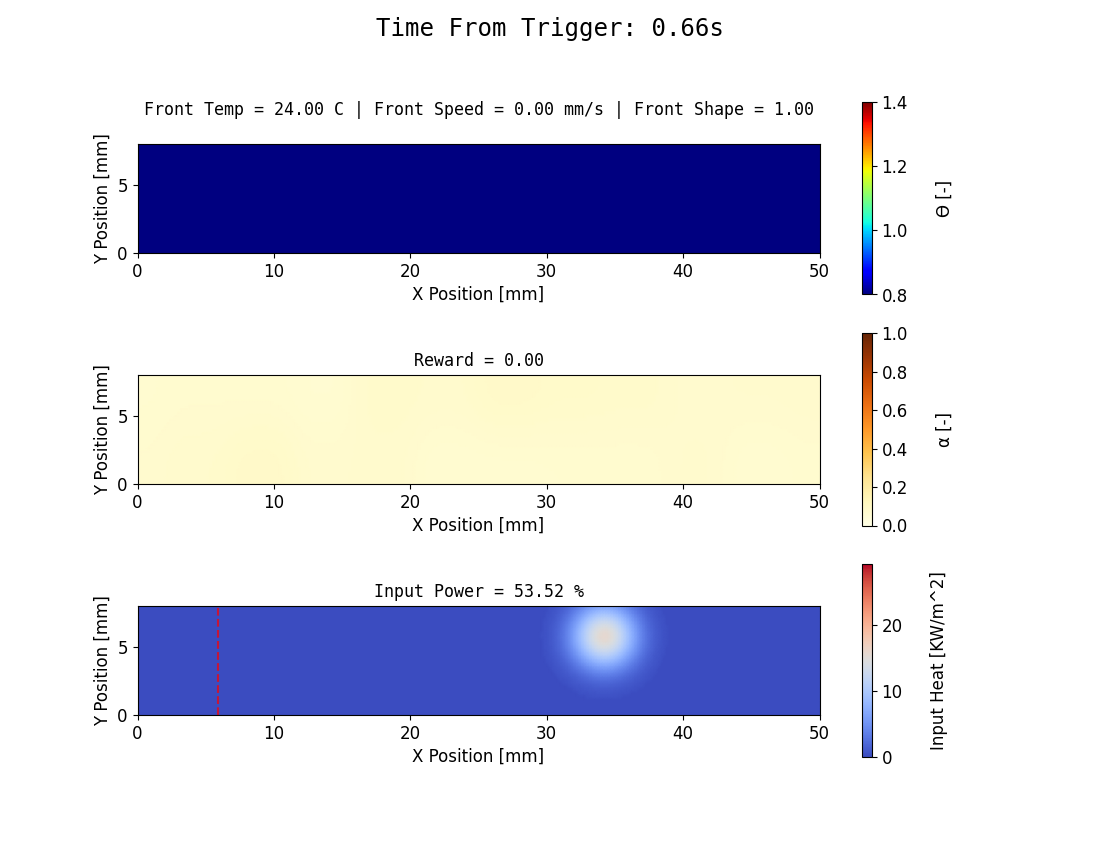 Time From Trigger: 0.66s
Front Temp = 24.00 C | Front Speed = 0.00 mm/s | Front Shape = 1.00
Y Position [mm]
5
0
0 10 20 30 40 50
X Position [mm]
1.4
1.2
1.0
0.8
Θ [-]
Reward = 0.00
Y Position [mm]
5
0
0 10 20 30 40 50
X Position [mm]
1.0
0.8
0.6
0.4
0.2
0.0
α [-]
Input Power = 53.52 %
Y Position [mm]
5
0
0 10 20 30 40 50
X Position [mm]
20
10
0
Input Heat [KW/m^2]